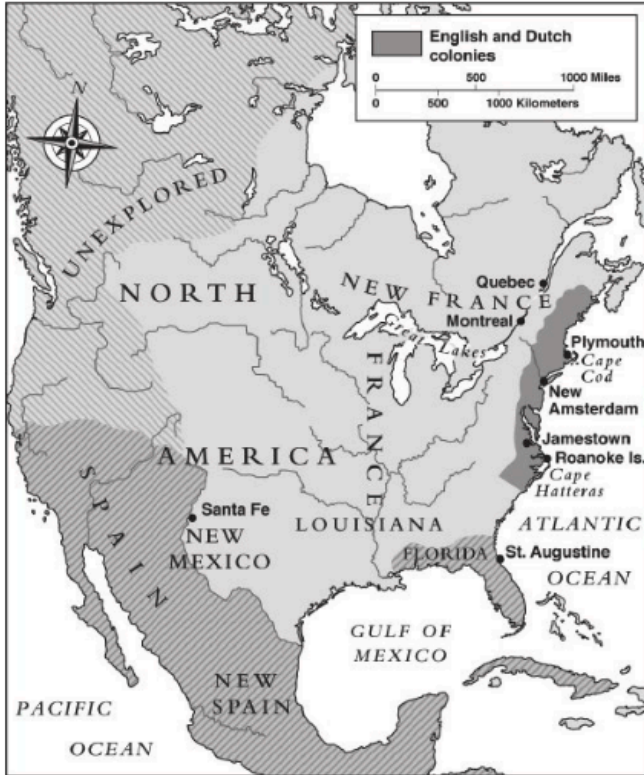 English and Dutch
colonies
0 500 1000 Miles
0 500 1000 Kilometers
N
UNEXPLORED
NORTH
AMERICA
NEW FRANCE
Quebec
Montreal
Great Lakes
FRANCE
Plymouth
Cape
Cod
New
Amsterdam
Jamestown
Roanoke Is.
Cape
Hatteras
ATLANTIC
OCEAN
SPAIN
Santa Fe
NEW
MEXICO
LOUISIANA
FLORIDA
St. Augustine
GULF OF
MEXICO
NEW
SPAIN
PACIFIC
OCEAN